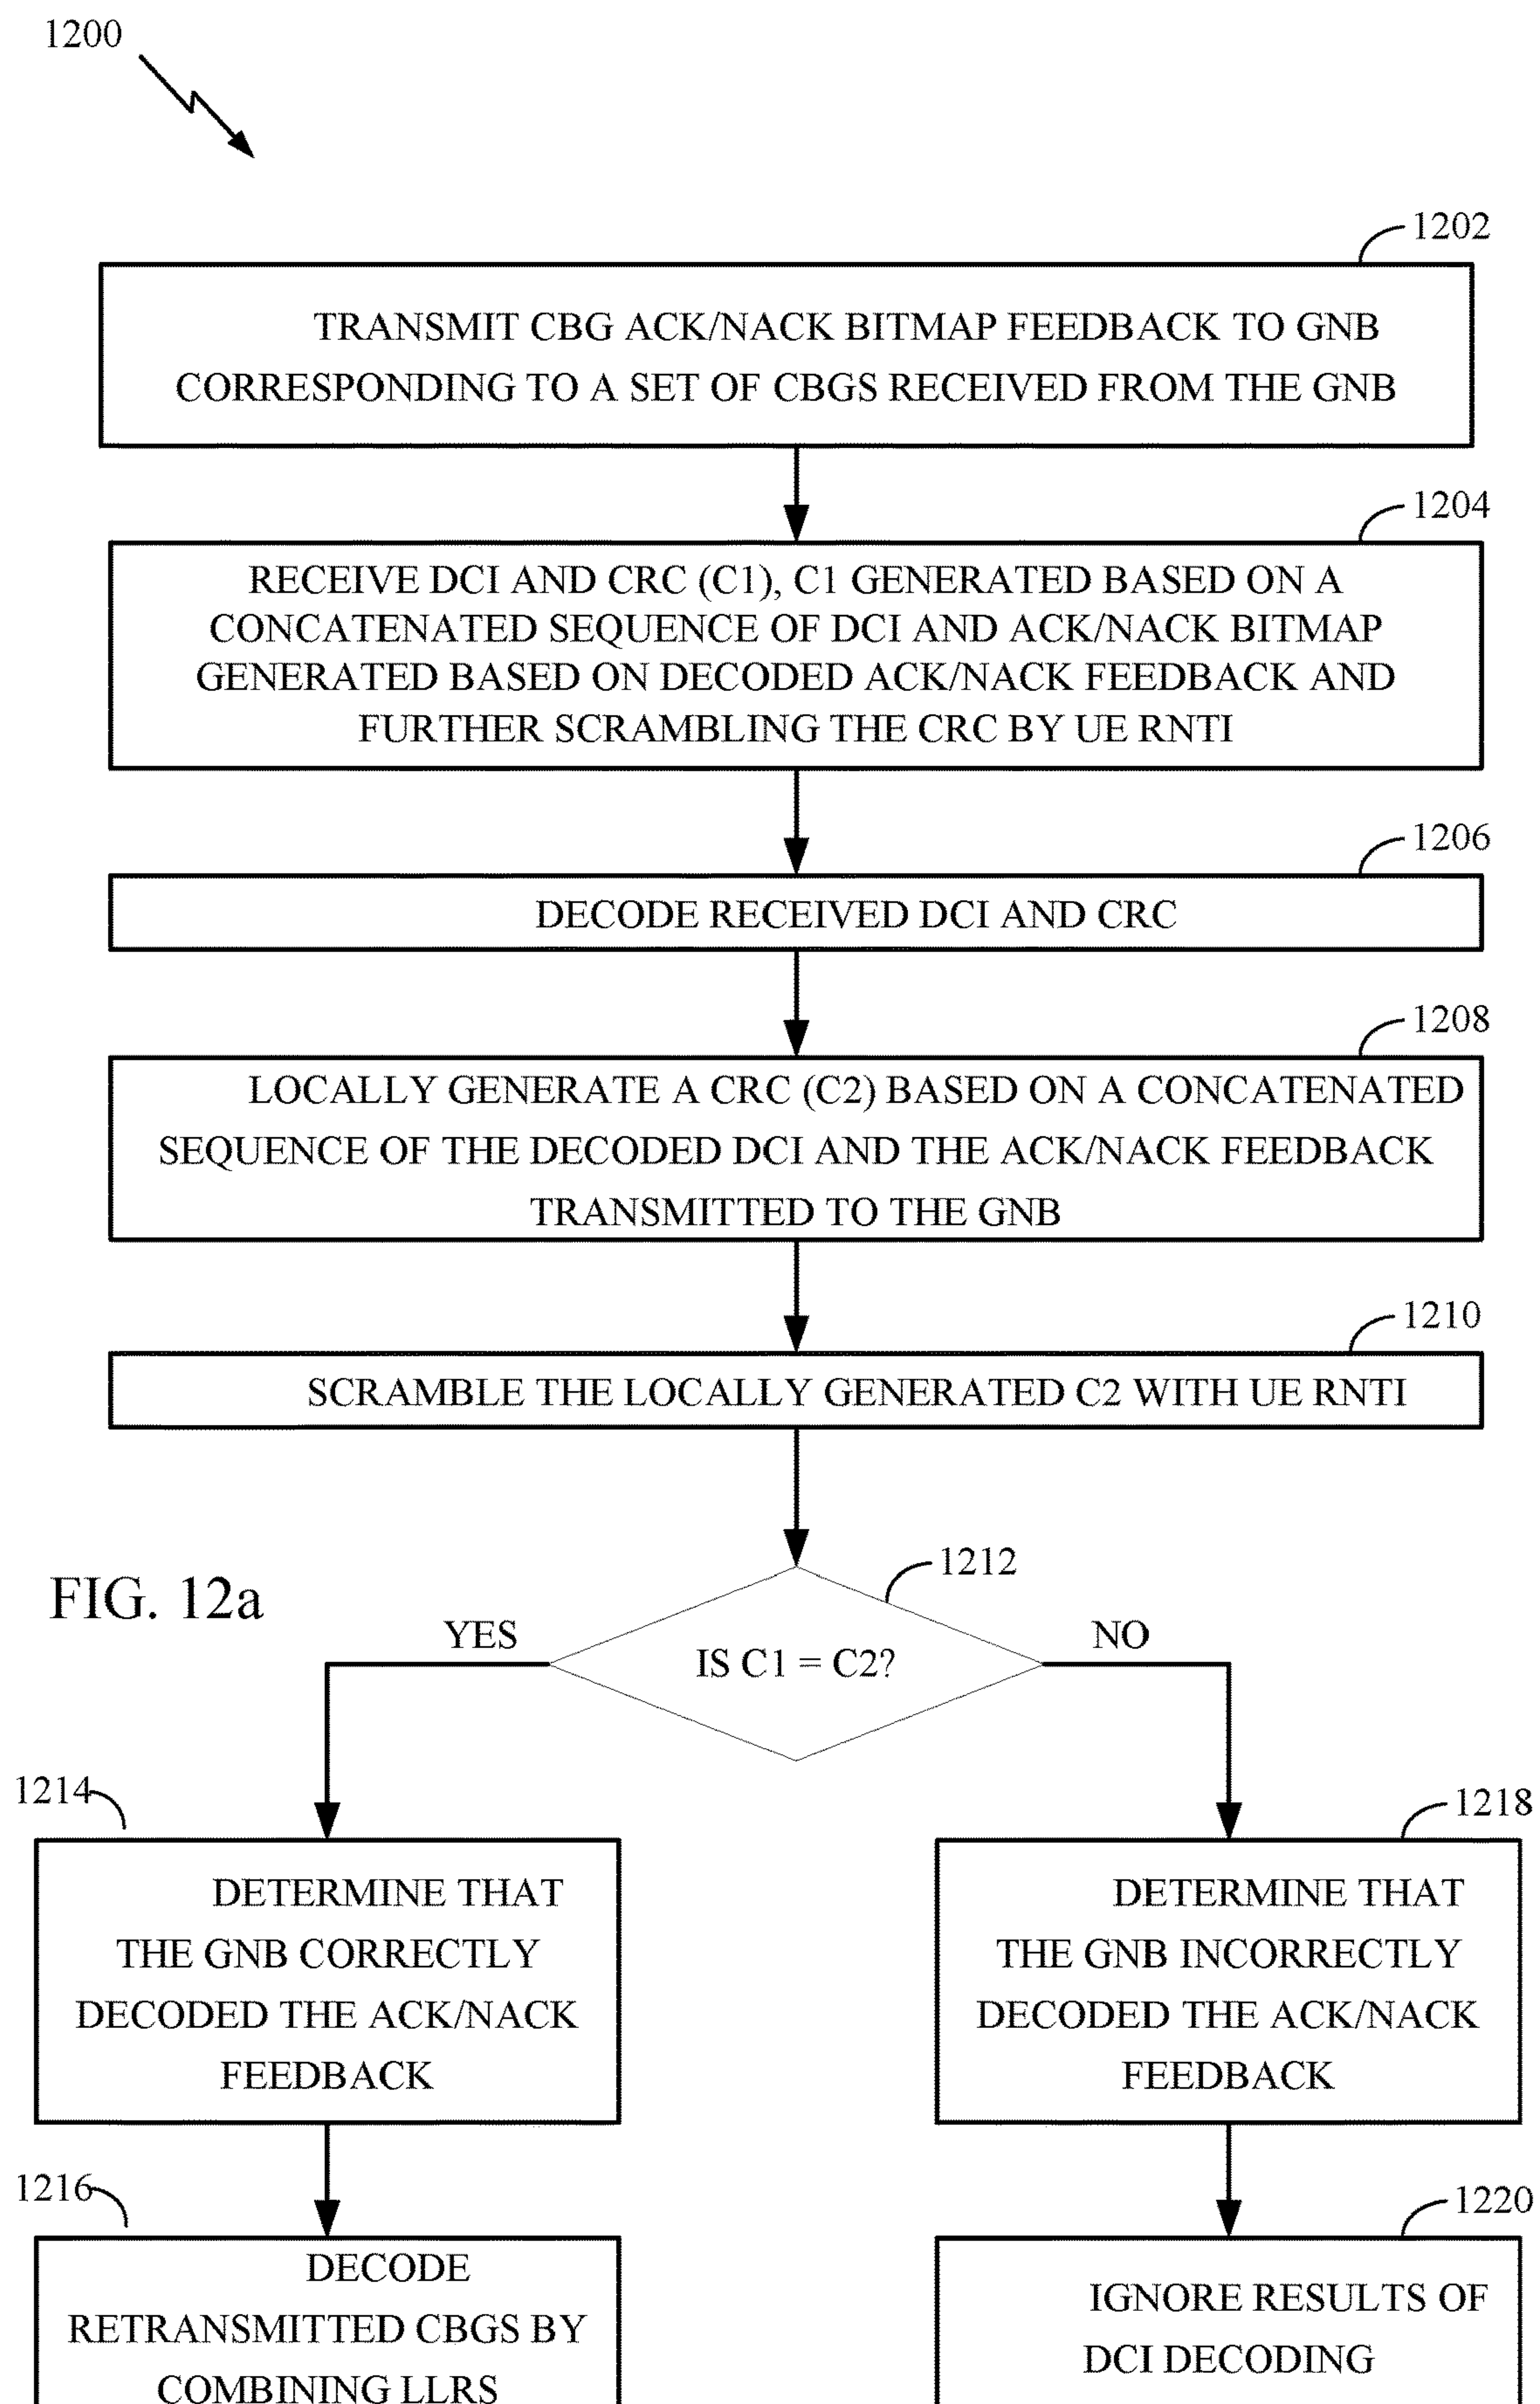 1200
1202
TRANSMIT CBG ACK/NACK BITMAP FEEDBACK TO GNB
CORRESPONDING TO A SET OF CBGS RECEIVED FROM THE GNB
1204
RECEIVE DCI AND CRC (C1), C1 GENERATED BASED ON A
CONCATENATED SEQUENCE OF DCI AND ACK/NACK BITMAP
GENERATED BASED ON DECODED ACK/NACK FEEDBACK AND
FURTHER SCRAMBLING THE CRC BY UE RNTI
1206
DECODE RECEIVED DCI AND CRC
1208
LOCALLY GENERATE A CRC (C2) BASED ON A CONCATENATED
SEQUENCE OF THE DECODED DCI AND THE ACK/NACK FEEDBACK
TRANSMITTED TO THE GNB
1210
SCRAMBLE THE LOCALLY GENERATED C2 WITH UE RNTI
1212
FIG. 12a
YES
IS C1 = C2?
NO
1214
DETERMINE THAT
THE GNB CORRECTLY
DECODED THE ACK/NACK
FEEDBACK
1218
DETERMINE THAT
THE GNB INCORRECTLY
DECODED THE ACK/NACK
FEEDBACK
1216
DECODE
RETRANSMITTED CBGS BY
COMBINING LLRS
1220
IGNORE RESULTS OF
DCI DECODING